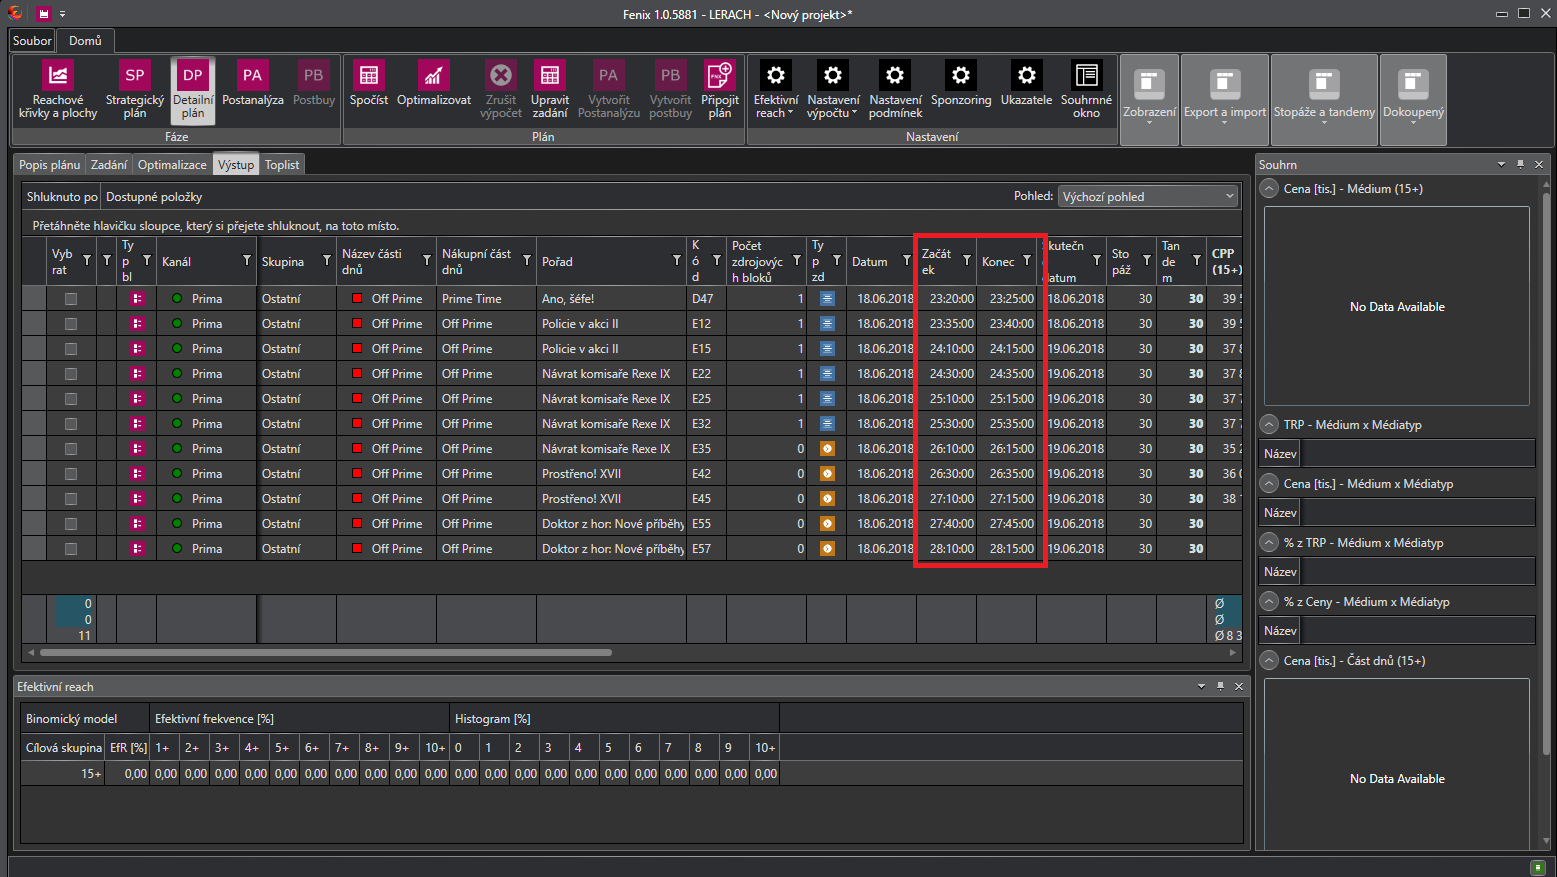 Fenix 1.0.5881 - LERACH - <Nový projekt>*
Soubor Domů
Reachové křivky a plochy
SP Strategický plán
DP Detailní plán
PA Postanalýza
PB Postbuy
Fáze
Spočíst
Optimalizovat
Zrušit výpočet
Upravit zadání
PA Vytvořit Postanalýzu
PB Vytvořit postbuy
PNX Připojit plán
Plán
Efektivní reach
Nastavení výpočtu
Nastavení podmínek
Sponzoring
Ukazatele
Souhrnné okno
Nastavení
Zobrazení
Export a import
Stopáže a tandemy
Dokoupený
Popis plánu Zadání Optimalizace Výstup Toplist
Shluknuto po Dostupné položky Pohled: Výchozí pohled
Přetáhněte hlavičku sloupce, který si přejete shluknout, na toto místo.
Vyb rat
Ty p bl
Kanál
Skupina
Název části dnů
Nákupní část dnů
Pořad
K ó d
Počet zdrojovýc h bloků
Ty p zd
Datum
Začát ek
Konec
kutečn datum
Sto páž
Tan de m
CPP (15+)
Prima Ostatní Off Prime Prime Time Ano, šéfe! D47 1 18.06.2018 23:20:00 23:25:00 18.06.2018 30 30 39 5
Prima Ostatní Off Prime Off Prime Policie v akci II E12 1 18.06.2018 23:35:00 23:40:00 18.06.2018 30 30 39 5
Prima Ostatní Off Prime Off Prime Policie v akci II E15 1 18.06.2018 24:10:00 24:15:00 19.06.2018 30 30 37 8
Prima Ostatní Off Prime Off Prime Návrat komisaře Rexe IX E22 1 18.06.2018 24:30:00 24:35:00 19.06.2018 30 30 37 8
Prima Ostatní Off Prime Off Prime Návrat komisaře Rexe IX E25 1 18.06.2018 25:10:00 25:15:00 19.06.2018 30 30 37 7
Prima Ostatní Off Prime Off Prime Návrat komisaře Rexe IX E32 1 18.06.2018 25:30:00 25:35:00 19.06.2018 30 30 37 7
Prima Ostatní Off Prime Off Prime Návrat komisaře Rexe IX E35 0 18.06.2018 26:10:00 26:15:00 19.06.2018 30 30 35 2
Prima Ostatní Off Prime Off Prime Prostřeno! XVII E42 0 18.06.2018 26:30:00 26:35:00 19.06.2018 30 30 36 0
Prima Ostatní Off Prime Off Prime Prostřeno! XVII E45 0 18.06.2018 27:10:00 27:15:00 19.06.2018 30 30 38
Prima Ostatní Off Prime Off Prime Doktor z hor: Nové příběhy E55 0 18.06.2018 27:40:00 27:45:00 19.06.2018 30 30
Prima Ostatní Off Prime Off Prime Doktor z hor: Nové příběhy E57 0 18.06.2018 28:10:00 28:15:00 19.06.2018 30 30
0 Ø
0 Ø
11 Ø 8 3
Efektivní reach
Binomický model Efektivní frekvence [%] Histogram [%]
Cílová skupina EfR [%] 1+ 2+ 3+ 4+ 5+ 6+ 7+ 8+ 9+ 10+ 0 1 2 3 4 5 6 7 8 9 10+
15+ 0,00 0,00 0,00 0,00 0,00 0,00 0,00 0,00 0,00 0,00 0,00 0,00 0,00 0,00 0,00 0,00 0,00 0,00 0,00 0,00 0,00 0,00
Souhrn
Cena [tis.] - Médium (15+)
No Data Available
TRP - Médium x Médiatyp
Název
Cena [tis.] - Médium x Médiatyp
Název
% z TRP - Médium x Médiatyp
Název
% z Ceny - Médium x Médiatyp
Název
Cena [tis.] - Část dnů (15+)
No Data Available